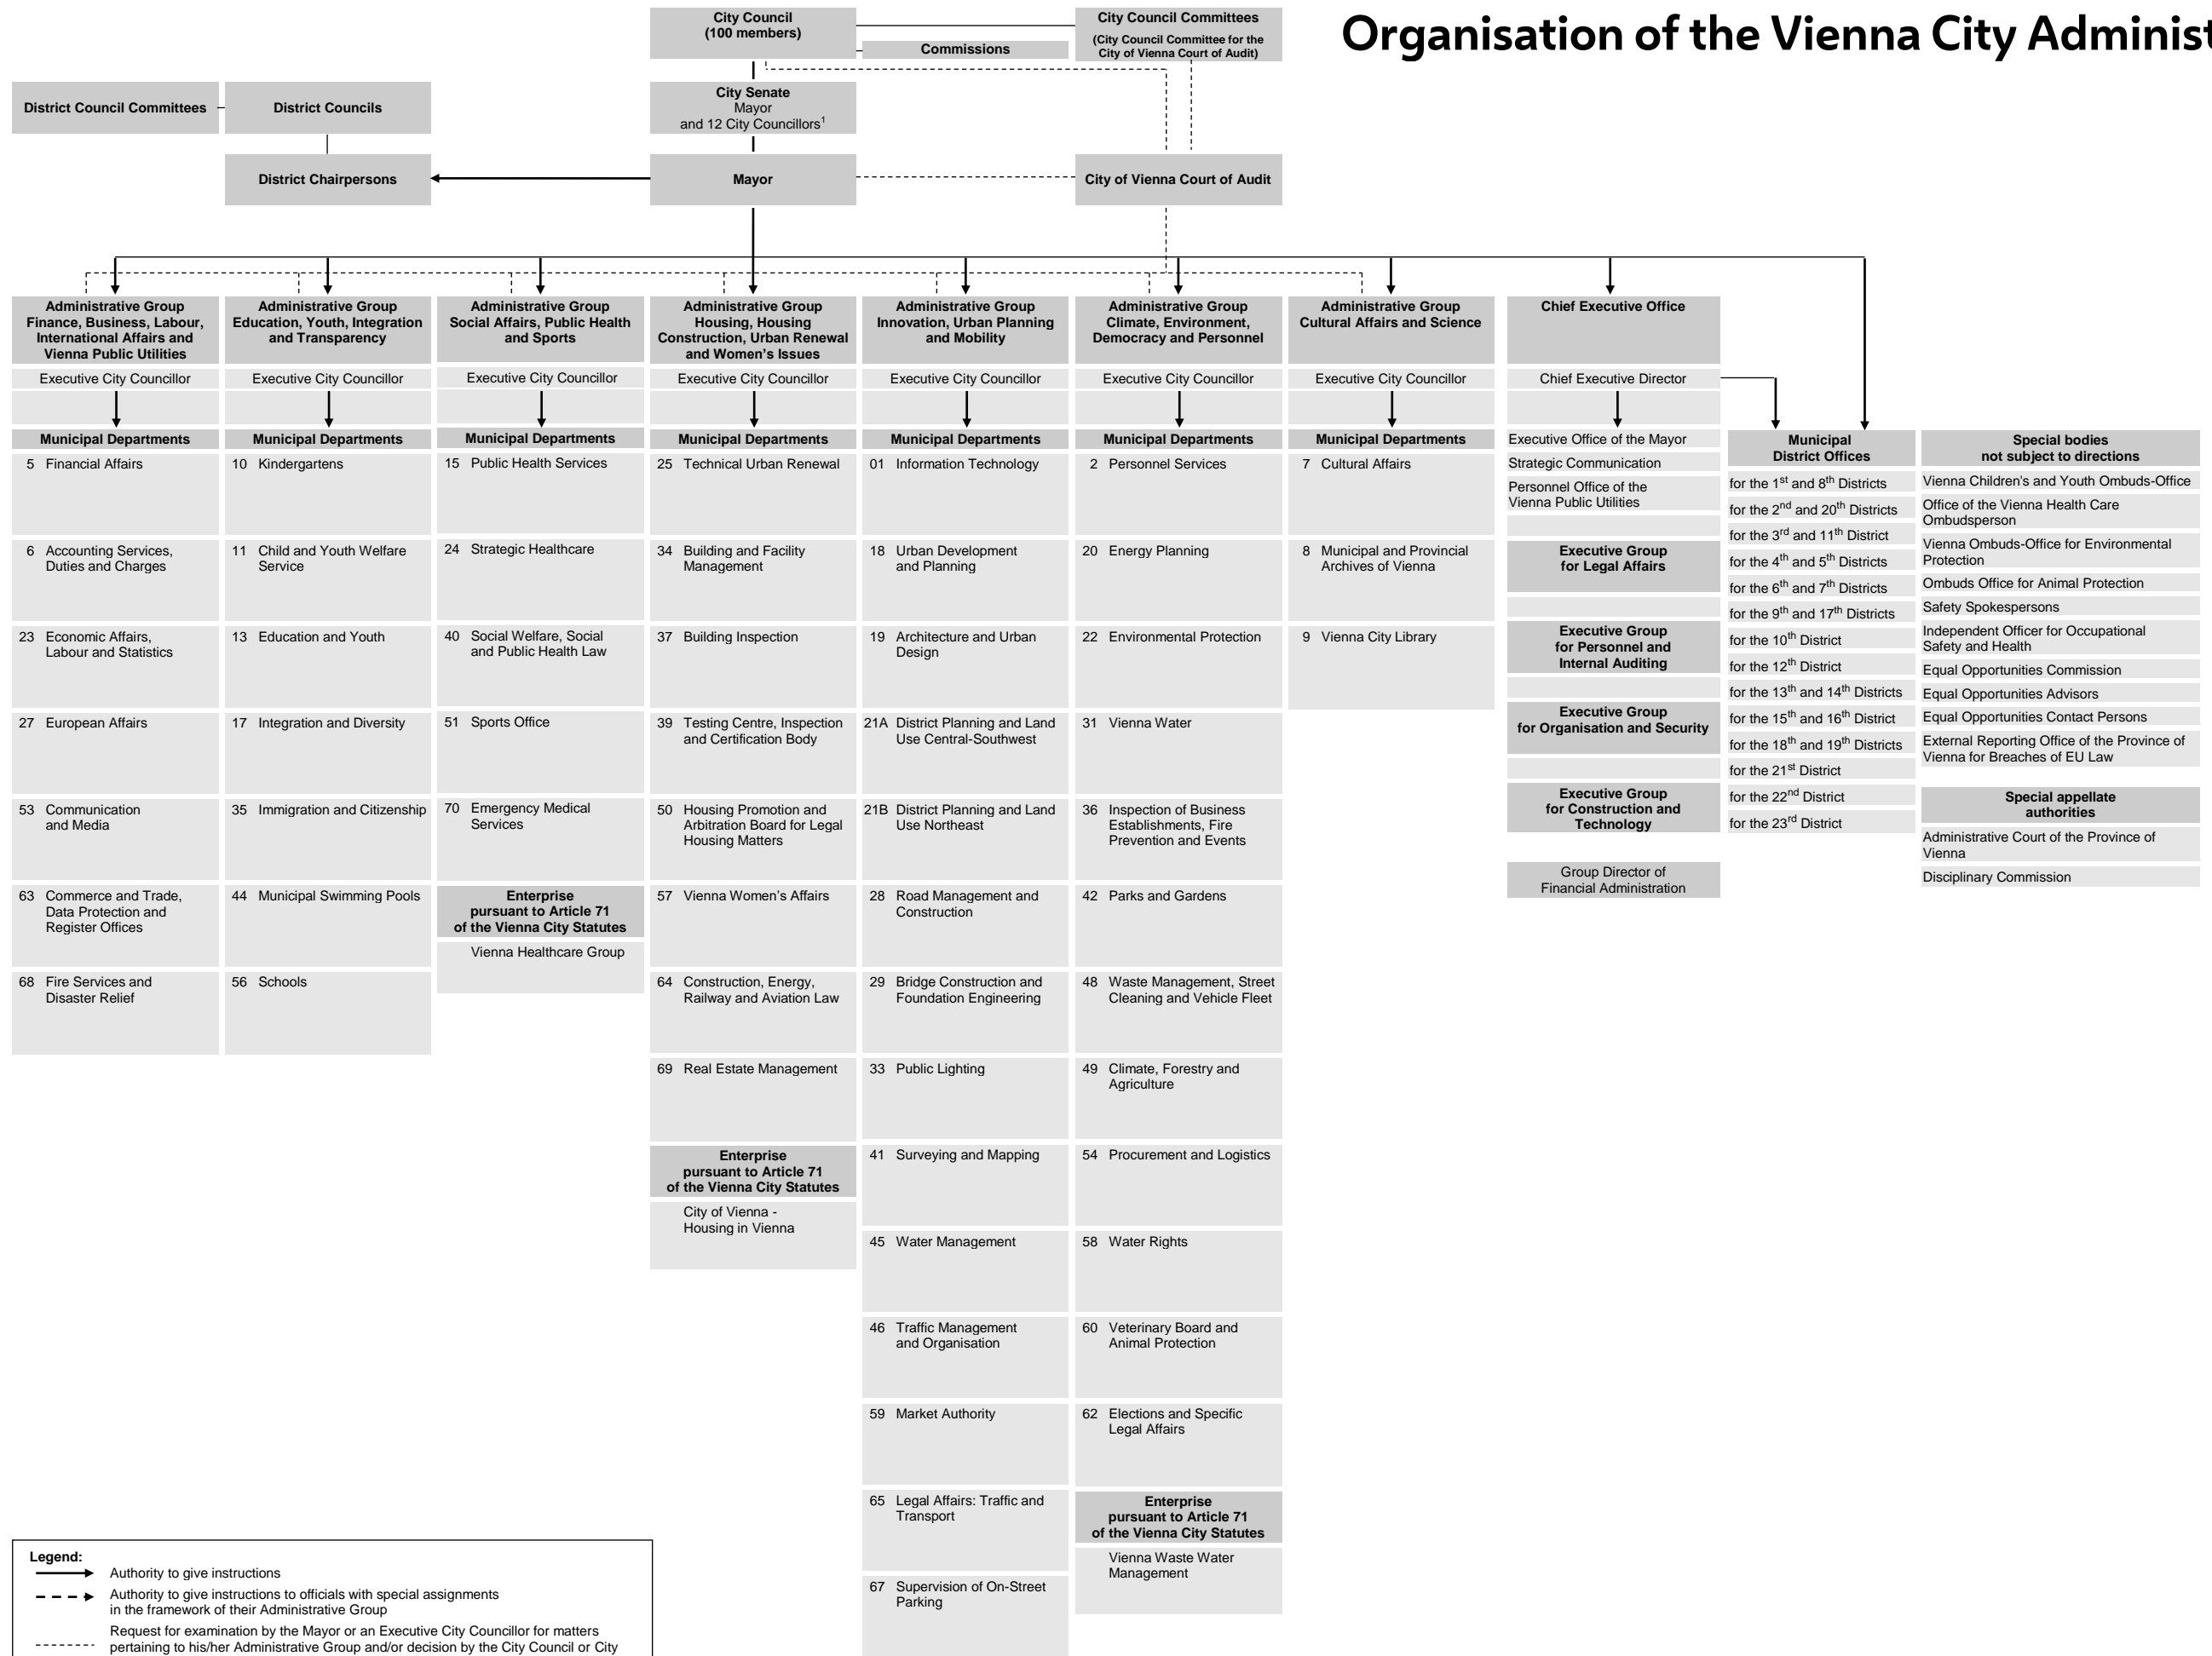 Organisation of the Vienna City Administ
City Council
(100 members)
Commissions
City Council Committees
(City Council Committee for the
City of Vienna Court of Audit)
District Council Committees
District Councils
City Senate
Mayor
and 12 City Councillors1
District Chairpersons
Mayor
City of Vienna Court of Audit
Administrative Group
Finance, Business, Labour,
International Affairs and
Vienna Public Utilities
Executive City Councillor
Municipal Departments
5 Financial Affairs
6 Accounting Services,
Duties and Charges
23 Economic Affairs,
Labour and Statistics
27 European Affairs
53 Communication
and Media
63 Commerce and Trade,
Data Protection and
Register Offices
68 Fire Services and
Disaster Relief
Administrative Group
Education, Youth, Integration
and Transparency
Executive City Councillor
Municipal Departments
10 Kindergartens
11 Child and Youth Welfare
Service
13 Education and Youth
17 Integration and Diversity
35 Immigration and Citizenship
44 Municipal Swimming Pools
56 Schools
Administrative Group
Social Affairs, Public Health
and Sports
Executive City Councillor
Municipal Departments
15 Public Health Services
24 Strategic Healthcare
40 Social Welfare, Social
and Public Health Law
51 Sports Office
70 Emergency Medical
Services
Enterprise
pursuant to Article 71
of the Vienna City Statutes
Vienna Healthcare Group
Administrative Group
Housing, Housing
Construction, Urban Renewal
and Women's Issues
Executive City Councillor
Municipal Departments
25 Technical Urban Renewal
34 Building and Facility
Management
37 Building Inspection
39 Testing Centre, Inspection
and Certification Body
50 Housing Promotion and
Arbitration Board for Legal
Housing Matters
57 Vienna Women's Affairs
64 Construction, Energy,
Railway and Aviation Law
69 Real Estate Management
Enterprise
pursuant to Article 71
of the Vienna City Statutes
City of Vienna -
Housing in Vienna
Administrative Group
Innovation, Urban Planning
and Mobility
Executive City Councillor
Municipal Departments
01 Information Technology
18 Urban Development
and Planning
19 Architecture and Urban
Design
21A District Planning and Land
Use Central-Southwest
21B District Planning and Land
Use Northeast
28 Road Management and
Construction
29 Bridge Construction and
Foundation Engineering
33 Public Lighting
41 Surveying and Mapping
45 Water Management
46 Traffic Management
and Organisation
59 Market Authority
65 Legal Affairs: Traffic and
Transport
67 Supervision of On-Street
Parking
Administrative Group
Climate, Environment,
Democracy and Personnel
Executive City Councillor
Municipal Departments
2 Personnel Services
20 Energy Planning
22 Environmental Protection
31 Vienna Water
36 Inspection of Business
Establishments, Fire
Prevention and Events
42 Parks and Gardens
48 Waste Management, Street
Cleaning and Vehicle Fleet
49 Climate, Forestry and
Agriculture
54 Procurement and Logistics
58 Water Rights
60 Veterinary Board and
Animal Protection
62 Elections and Specific
Legal Affairs
Enterprise
pursuant to Article 71
of the Vienna City Statutes
Vienna Waste Water
Management
Administrative Group
Cultural Affairs and Science
Executive City Councillor
Municipal Departments
7 Cultural Affairs
8 Municipal and Provincial
Archives of Vienna
9 Vienna City Library
Chief Executive Office
Chief Executive Director
Executive Office of the Mayor
Strategic Communication
Personnel Office of the
Vienna Public Utilities
Executive Group
for Legal Affairs
Executive Group
for Personnel and
Internal Auditing
Executive Group
for Organisation and Security
Executive Group
for Construction and
Technology
Group Director of
Financial Administration
Municipal
District Offices
for the 1st and 8th Districts
for the 2nd and 20th Districts
for the 3rd and 11th District
for the 4th and 5th Districts
for the 6th and 7th Districts
for the 9th and 17th Districts
for the 10th District
for the 12th District
for the 13th and 14th Districts
for the 15th and 16th District
for the 18th and 19th Districts
for the 21st District
for the 22nd District
for the 23rd District
Special bodies
not subject to directions
Vienna Children's and Youth Ombuds-Office
Office of the Vienna Health Care
Ombudsperson
Vienna Ombuds-Office for Environmental
Protection
Ombuds Office for Animal Protection
Safety Spokespersons
Independent Officer for Occupational
Safety and Health
Equal Opportunities Commission
Equal Opportunities Advisors
Equal Opportunities Contact Persons
External Reporting Office of the Province of
Vienna for Breaches of EU Law
Special appellate
authorities
Administrative Court of the Province of
Vienna
Disciplinary Commission
Legend:
Authority to give instructions
Authority to give instructions to officials with special assignments
in the framework of their Administrative Group
Request for examination by the Mayor or an Executive City Councillor for matters
pertaining to his/her Administrative Group and/or decision by the City Council or City